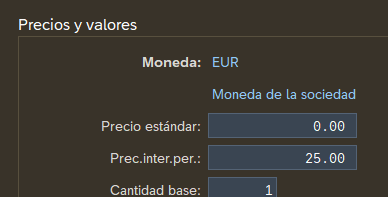 Precios y valores
Moneda: EUR
Moneda de la sociedad
Precio estándar: 0.00
Prec.inter.per.: 25.00
Cantidad base: 1